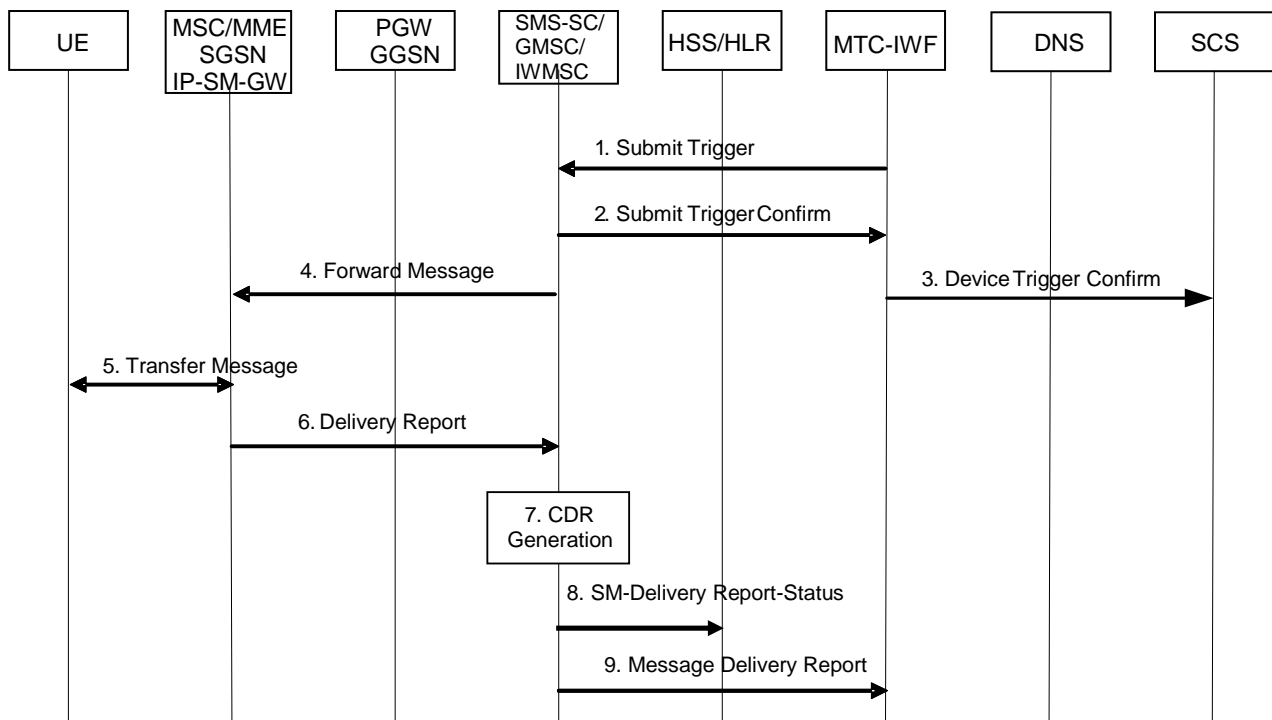 UE
MSC/MME
SGSN
IP-SM-GW
PGW
GGSN
SMS-SC/
GMSC/
IWMSC
HSS/HLR
MTC-IWF
DNS
SCS
1. Submit Trigger
2. Submit Trigger Confirm
4. Forward Message
3. Device Trigger Confirm
5. Transfer Message
6. Delivery Report
7. CDR
Generation
8. SM-Delivery Report-Status
9. Message Delivery Report